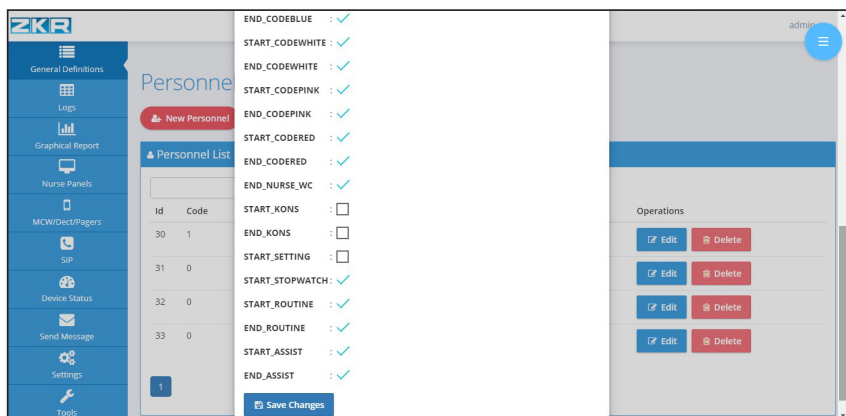 ZKR
admin
General Definitions
Logs
Graphical Report
Nurse Panels
MCW/Dect/Pagers
SIP
Device Status
Send Message
Settings
Tools
Personnel
New Personnel
Personnel List
Id Code Operations
30 1 Edit Delete
31 0 Edit Delete
32 0 Edit Delete
33 0 Edit Delete
1
END_CODEBLUE :
START_CODEWHITE :
END_CODEWHITE :
START_CODEPINK :
END_CODEPINK :
START_CODERED :
END_CODERED :
END_NURSE_WC :
START_KONS :
END_KONS :
START_SETTING :
START_STOPWATCH :
START_ROUTINE :
END_ROUTINE :
START_ASSIST :
END_ASSIST :
Save Changes